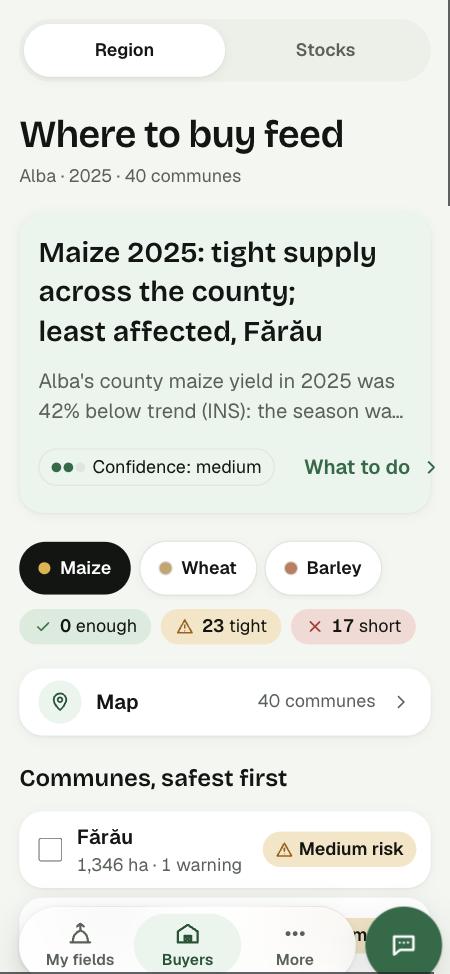 Region
Stocks
Where to buy feed
Alba · 2025 · 40 communes
Maize 2025: tight supply
across the county;
least affected, Fărău
Alba's county maize yield in 2025 was
42% below trend (INS): the season wa…
Confidence: medium
What to do
Maize
Wheat
Barley
0 enough
23 tight
17 short
Map
40 communes
Communes, safest first
Fărău
Medium risk
1,346 ha · 1 warning
My fields
Buyers
More